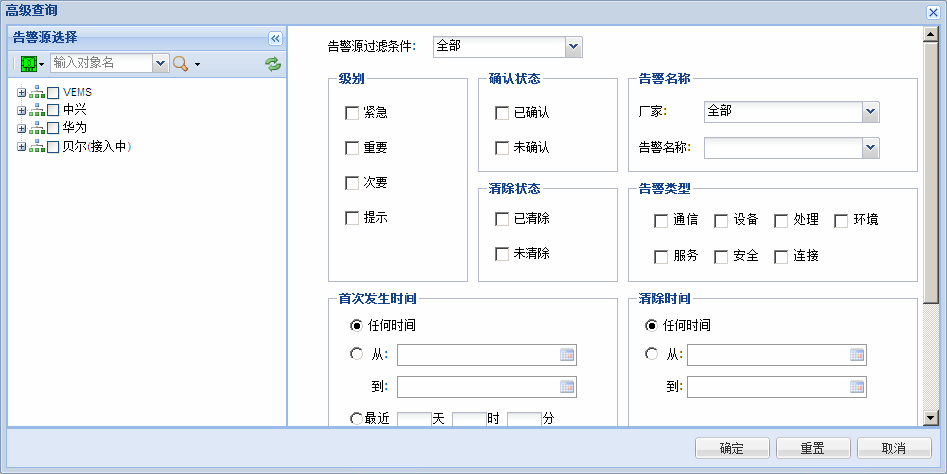 高级查询
告警源选择
输入对象名
VEMS
中兴
华为
贝尔(接入中)
告警源过滤条件: 全部
级别
紧急
重要
次要
提示
确认状态
已确认
未确认
清除状态
已清除
未清除
告警名称
厂家: 全部
告警名称:
告警类型
通信 设备 处理 环境
服务 安全 连接
首次发生时间
任何时间
从:
到:
最近 天 时 分
清除时间
任何时间
从:
到:
确定 重置 取消